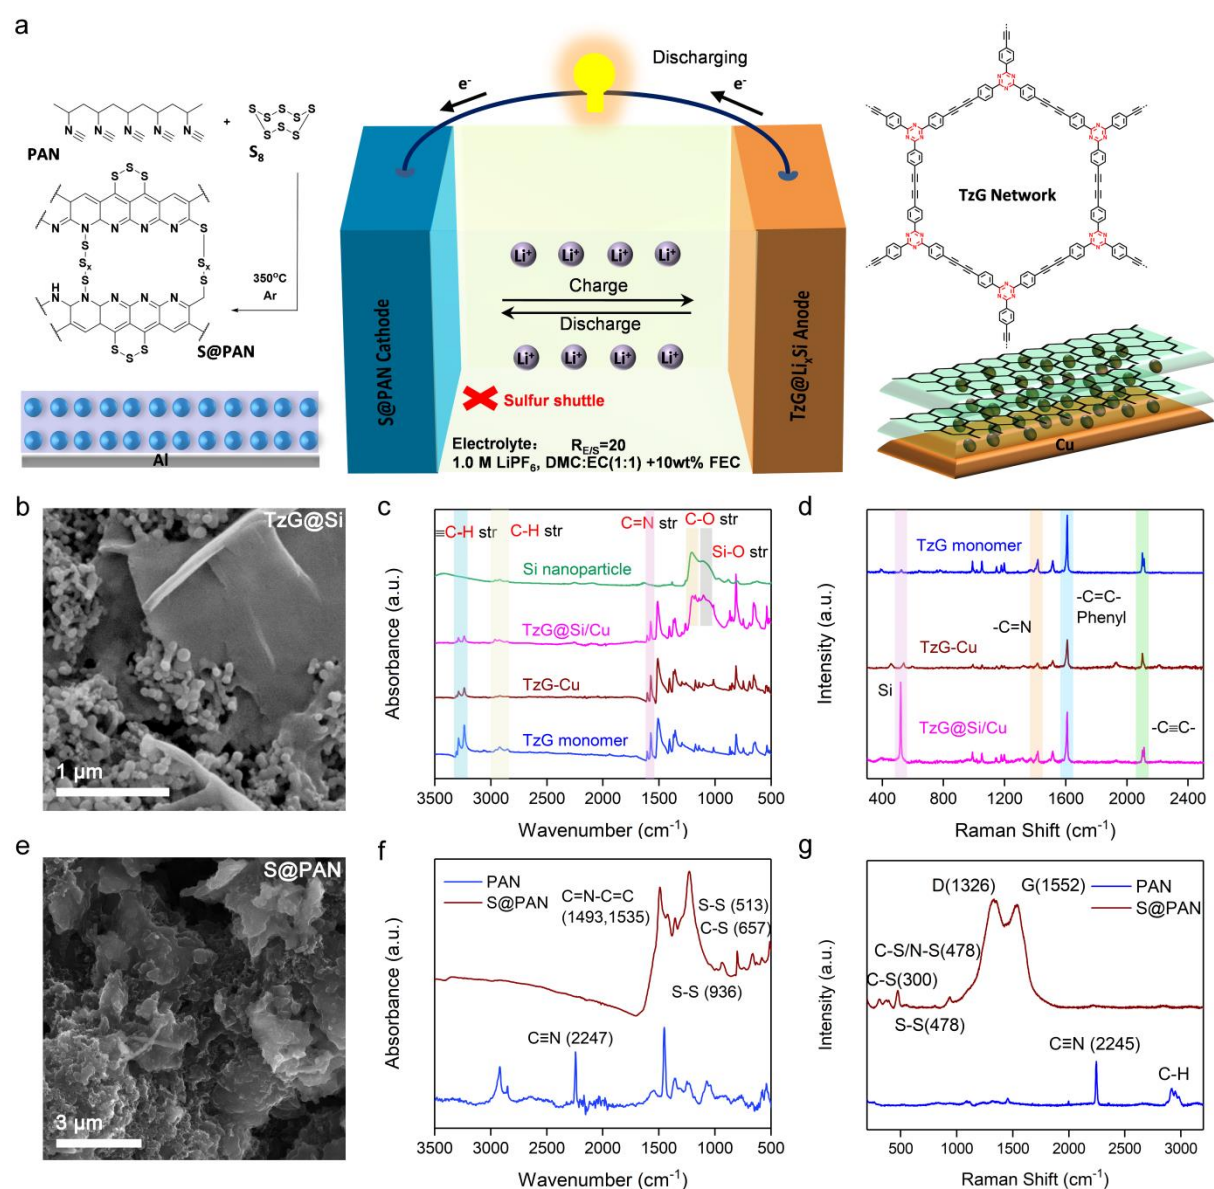 a
Discharging
e-
e-
PAN
+
S8
N N N N N
S S S S S S S S
S S S
N N N N N S
S S
Sx Sx
S S
H
N N N N N N
S S S
350°C
Ar
S@PAN
Al
S@PAN Cathode
Li+ Li+ Li+ Li+
Charge
Discharge
Li+ Li+ Li+ Li+
Sulfur shuttle
Electrolyte: RE/S=20
1.0 M LiPF6, DMC:EC(1:1) +10wt% FEC
TzG@LixSi Anode
TzG Network
Cu
b
TzG@Si
1 μm
c
≡C-H str
C-H str
C=N str
C-O str
Si-O str
Si nanoparticle
TzG@Si/Cu
TzG-Cu
TzG monomer
Absorbance (a.u.)
3500 3000 2500 2000 1500 1000 500
Wavenumber (cm-1)
d
TzG monomer
-C=C-
Phenyl
-C=N
TzG-Cu
Si
TzG@Si/Cu
-C≡C-
Intensity (a.u.)
400 800 1200 1600 2000 2400
Raman Shift (cm-1)
e
S@PAN
3 μm
f
PAN
S@PAN
C=N-C=C
(1493,1535)
S-S (513)
C-S (657)
S-S (936)
C≡N (2247)
Absorbance (a.u.)
3500 3000 2500 2000 1500 1000 500
Wavenumber (cm-1)
g
D(1326)
G(1552)
PAN
S@PAN
C-S/N-S(478)
C-S(300)
S-S(478)
C≡N (2245)
C-H
Intensity (a.u.)
500 1000 1500 2000 2500 3000
Raman Shift (cm-1)